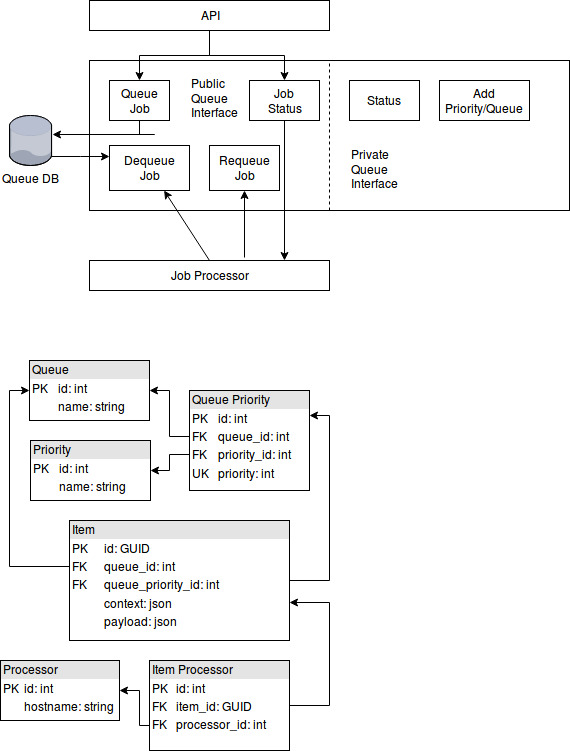 API
Queue
Job
Public
Queue
Interface
Job
Status
Status
Add
Priority/Queue
Queue DB
Dequeue
Job
Requeue
Job
Private
Queue
Interface
Job Processor
Queue
PK id: int
name: string
Queue Priority
PK id: int
FK queue_id: int
FK priority_id: int
UK priority: int
Priority
PK id: int
name: string
Item
PK id: GUID
FK queue_id: int
FK queue_priority_id: int
context: json
payload: json
Processor
PK id: int
hostname: string
Item Processor
PK id: int
FK item_id: GUID
FK processor_id: int